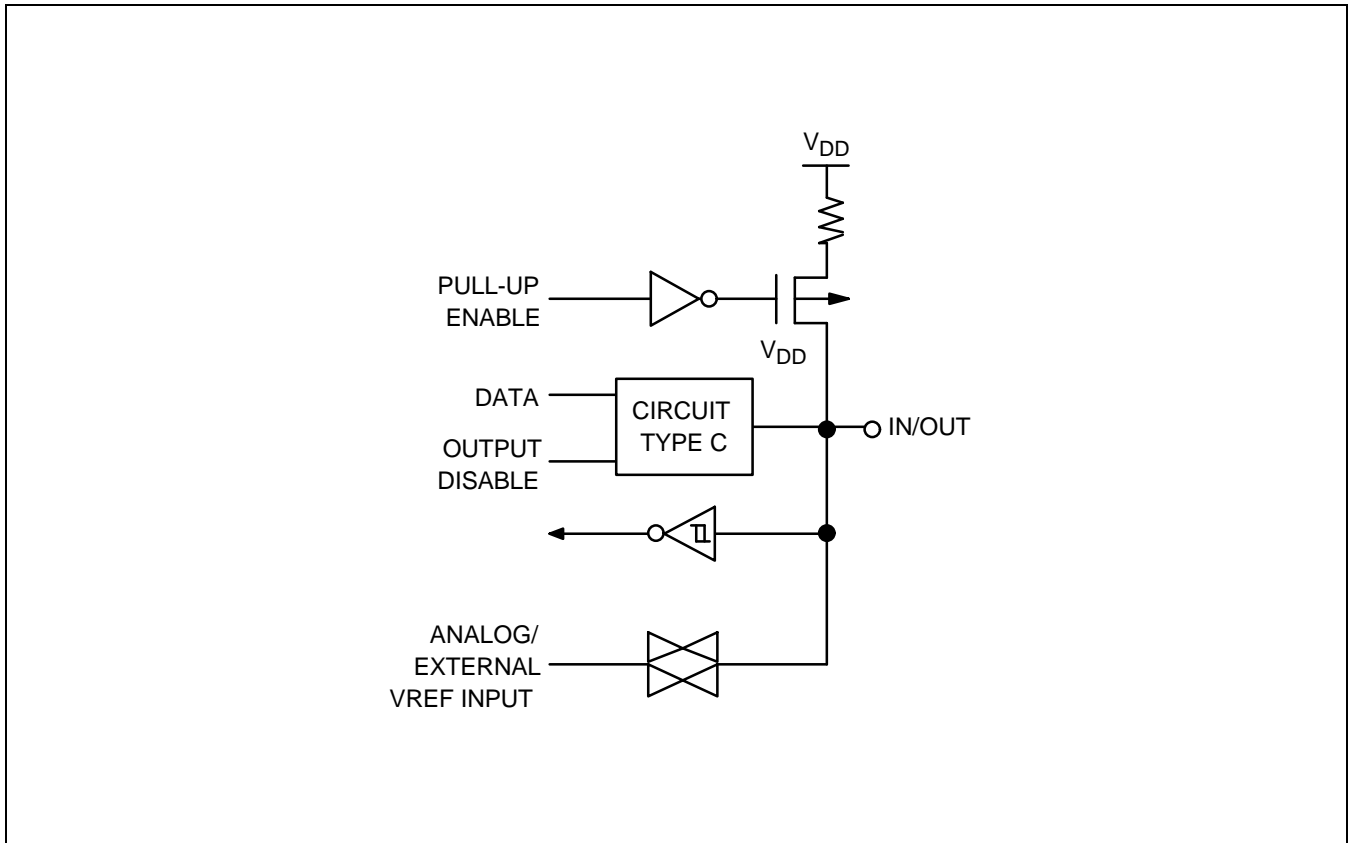 VDD
PULL-UP
ENABLE
VDD
DATA
CIRCUIT
TYPE C
IN/OUT
OUTPUT
DISABLE
ANALOG/
EXTERNAL
VREF INPUT